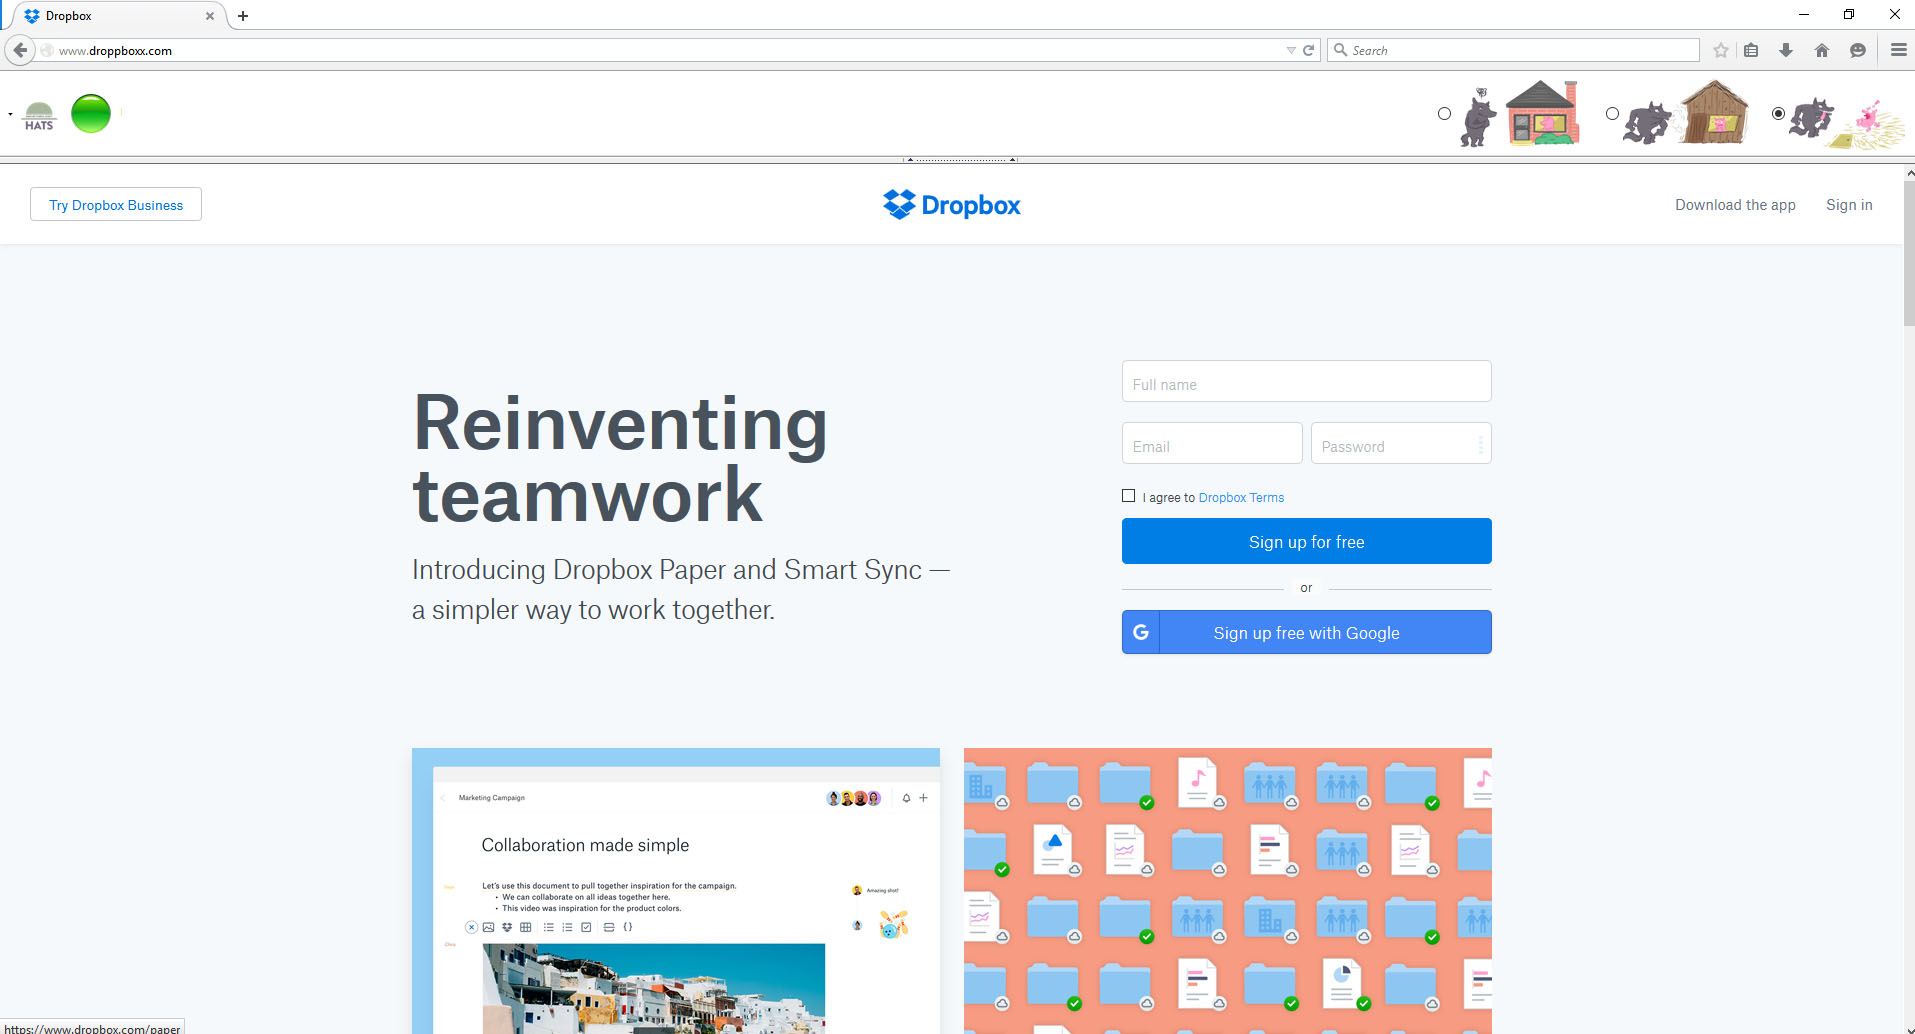 Dropbox
www.droppboxx.com
Search
HATS
Try Dropbox Business
Dropbox
Download the app
Sign in
Reinventing
teamwork
Introducing Dropbox Paper and Smart Sync —
a simpler way to work together.
Full name
Email
Password
I agree to Dropbox Terms
Sign up for free
or
G
Sign up free with Google
Marketing Campaign
Collaboration made simple
Let's use this document to pull together inspiration for the campaign.
• We can collaborate on all ideas together here.
• This video was inspiration for the product colors.
Amazing shot!
Chris
https://www.dropbox.com/paper